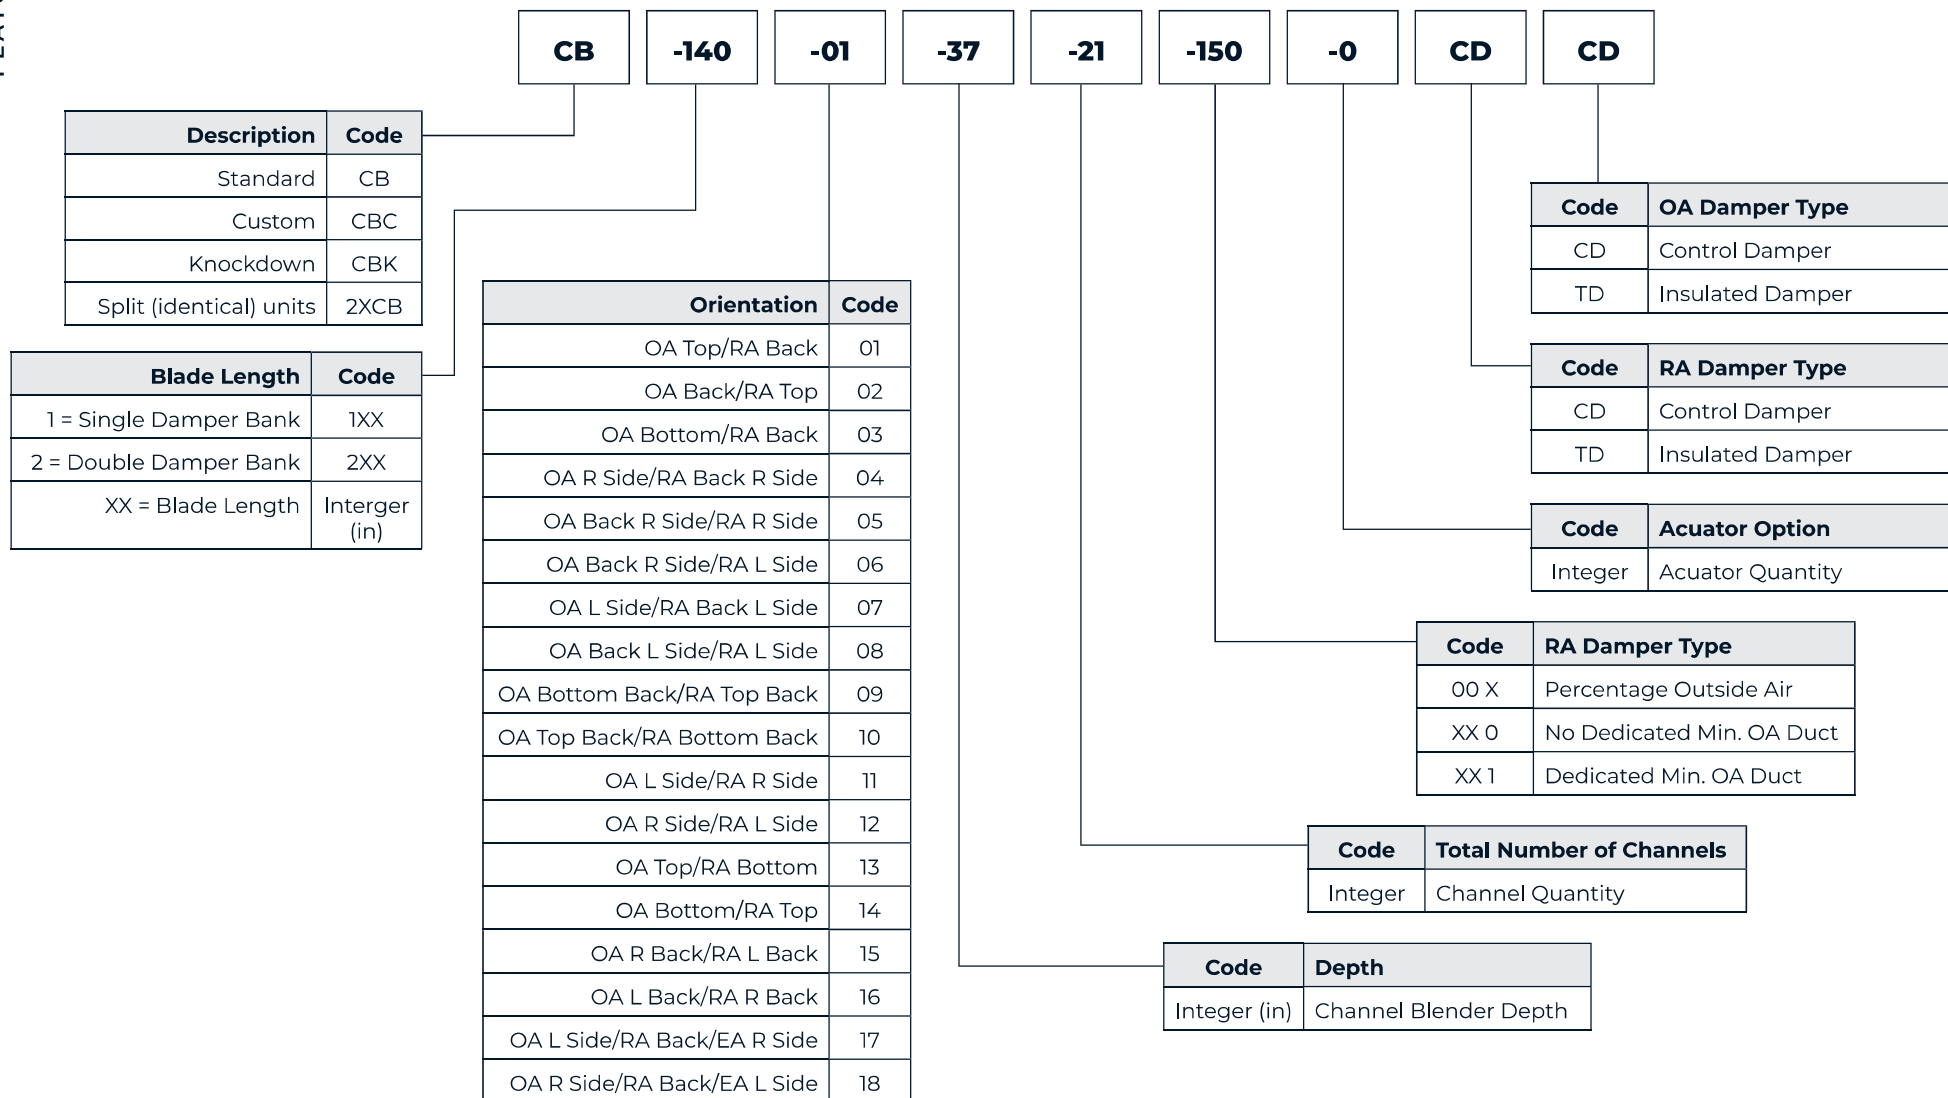 CB -140 -01 -37 -21 -150 -0 CD CD
Description Code
Standard CB
Custom CBC
Knockdown CBK
Split (identical) units 2XCB
Blade Length Code
1 = Single Damper Bank 1XX
2 = Double Damper Bank 2XX
XX = Blade Length Interger
(in)
Orientation Code
OA Top/RA Back 01
OA Back/RA Top 02
OA Bottom/RA Back 03
OA R Side/RA Back R Side 04
OA Back R Side/RA R Side 05
OA Back R Side/RA L Side 06
OA L Side/RA Back L Side 07
OA Back L Side/RA L Side 08
OA Bottom Back/RA Top Back 09
OA Top Back/RA Bottom Back 10
OA L Side/RA R Side 11
OA R Side/RA L Side 12
OA Top/RA Bottom 13
OA Bottom/RA Top 14
OA R Back/RA L Back 15
OA L Back/RA R Back 16
OA L Side/RA Back/EA R Side 17
OA R Side/RA Back/EA L Side 18
Code OA Damper Type
CD Control Damper
TD Insulated Damper
Code RA Damper Type
CD Control Damper
TD Insulated Damper
Code Acuator Option
Integer Acuator Quantity
Code RA Damper Type
00 X Percentage Outside Air
XX 0 No Dedicated Min. OA Duct
XX 1 Dedicated Min. OA Duct
Code Total Number of Channels
Integer Channel Quantity
Code Depth
Integer (in) Channel Blender Depth